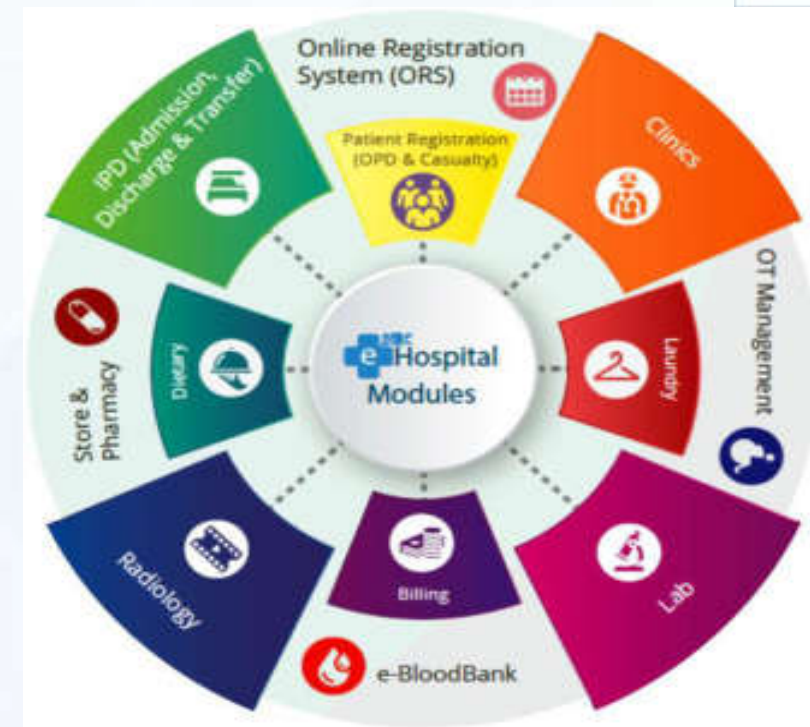 Online Registration
System (ORS)
IPD (Admission,
Discharge & Transfer)
Patient Registration
(OPD & Casualty)
Clinics
OT Management
Laundry
e Hospital
Modules
Dietary
Store &
Pharmacy
Radiology
Billing
Lab
e-BloodBank